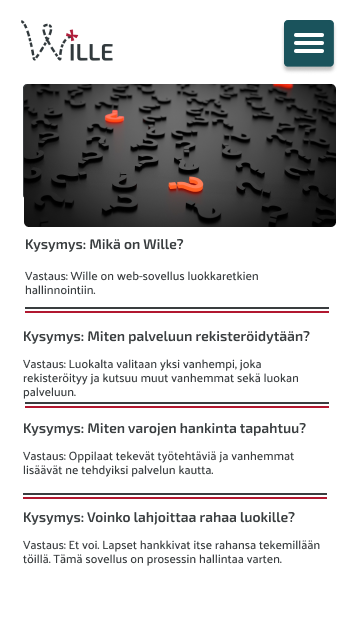 WILLE
Kysymys: Mikä on Wille?
Vastaus: Wille on web-sovellus luokkaretkien
hallinnointiin.
Kysymys: Miten palveluun rekisteröidytään?
Vastaus: Luokalta valitaan yksi vanhempi, joka
rekisteröityy ja kutsuu muut vanhemmat sekä luokan
palveluun.
Kysymys: Miten varojen hankinta tapahtuu?
Vastaus: Oppilaat tekevät työtehtäviä ja vanhemmat
lisäävät ne tehdyiksi palvelun kautta.
Kysymys: Voinko lahjoittaa rahaa luokille?
Vastaus: Et voi. Lapset hankkivat itse rahansa tekemillään
töillä. Tämä sovellus on prosessin hallintaa varten.